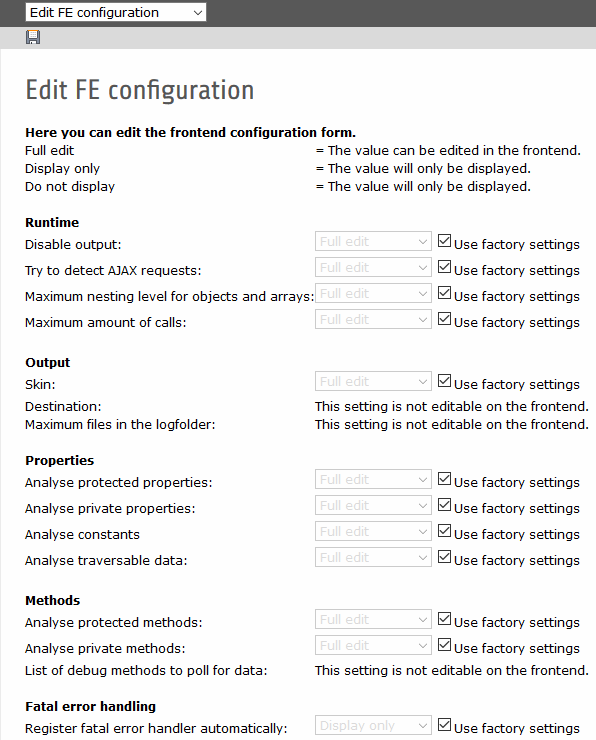 Edit FE configuration
Edit FE configuration
Here you can edit the frontend configuration form.
Full edit = The value can be edited in the frontend.
Display only = The value will only be displayed.
Do not display = The value will only be displayed.
Runtime
Disable output: Full edit Use factory settings
Try to detect AJAX requests: Full edit Use factory settings
Maximum nesting level for objects and arrays: Full edit Use factory settings
Maximum amount of calls: Full edit Use factory settings
Output
Skin: Full edit Use factory settings
Destination: This setting is not editable on the frontend.
Maximum files in the logfolder: This setting is not editable on the frontend.
Properties
Analyse protected properties: Full edit Use factory settings
Analyse private properties: Full edit Use factory settings
Analyse constants Full edit Use factory settings
Analyse traversable data: Full edit Use factory settings
Methods
Analyse protected methods: Full edit Use factory settings
Analyse private methods: Full edit Use factory settings
List of debug methods to poll for data: This setting is not editable on the frontend.
Fatal error handling
Register fatal error handler automatically: Display only Use factory settings